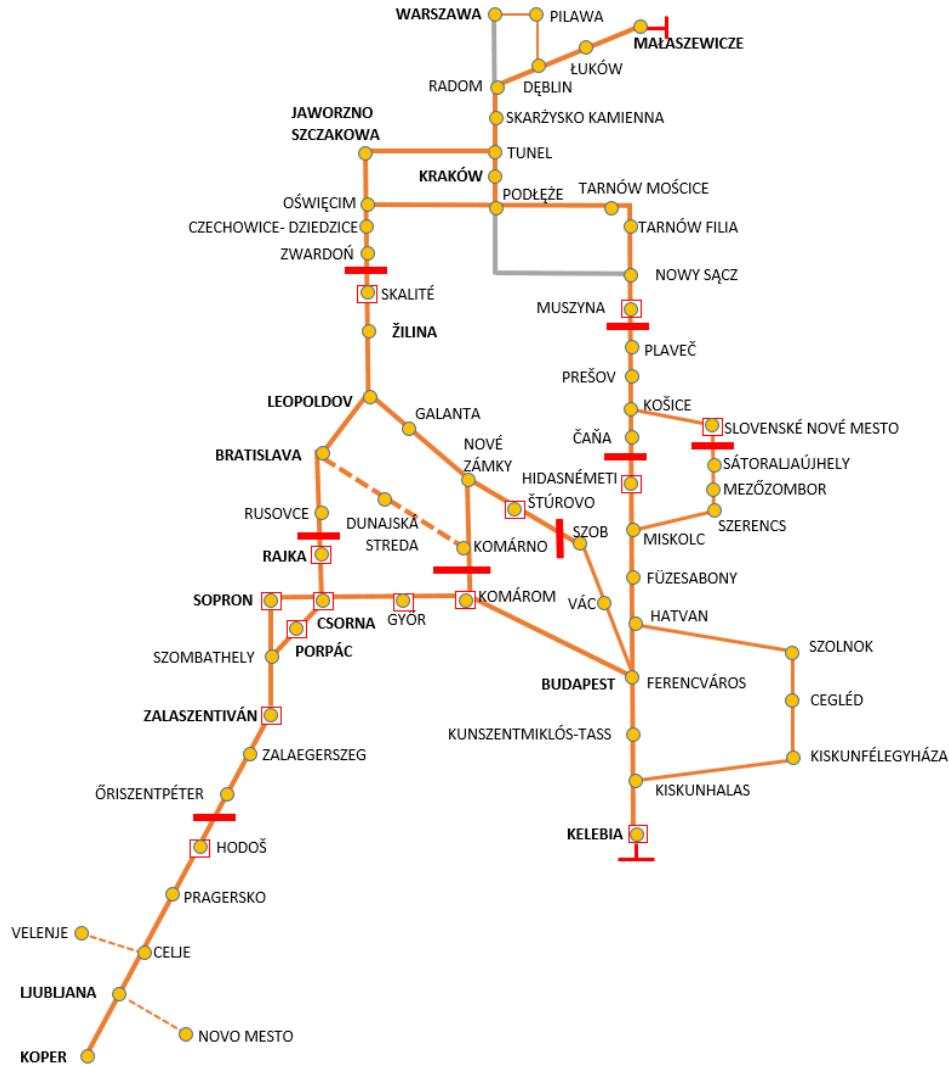 WARSZAWA
PILAWA
MAŁASZEWICZE
ŁUKÓW
RADOM
DĘBLIN
SKARŻYSKO KAMIENNA
JAWORZNO
SZCZAKOWA
TUNEL
KRAKÓW
TARNÓW MOŚCICE
OŚWIĘCIM
PODŁĘŻE
CZECHOWICE- DZIEDZICE
TARNÓW FILIA
ZWARDOŃ
NOWY SĄCZ
SKALITÉ
MUSZYNA
ŽILINA
PLAVEČ
PREŠOV
LEOPOLDOV
KOŠICE
GALANTA
SLOVENSKÉ NOVÉ MESTO
ČAŇA
BRATISLAVA
NOVÉ
ZÁMKY
SÁTORALJAÚJHELY
HIDASNÉMETI
MEZŐZOMBOR
ŠTÚROVO
RUSOVCE
DUNAJSKÁ
STREDA
SZERENCS
SZOB
MISKOLC
KOMÁRNO
RAJKA
FÜZESABONY
SOPRON
KOMÁROM
VÁC
CSORNA
GYŐR
HATVAN
PORPÁC
SZOLNOK
SZOMBATHELY
BUDAPEST
FERENCVÁROS
CEGLÉD
ZALASZENTIVÁN
KUNSZENTMIKLÓS-TASS
ZALAEGERSZEG
KISKUNFÉLEGYHÁZA
KISKUNHALAS
ŐRISZENTPÉTER
KELEBIA
HODOŠ
PRAGERSKO
VELENJE
CELJE
LJUBLJANA
NOVO MESTO
KOPER